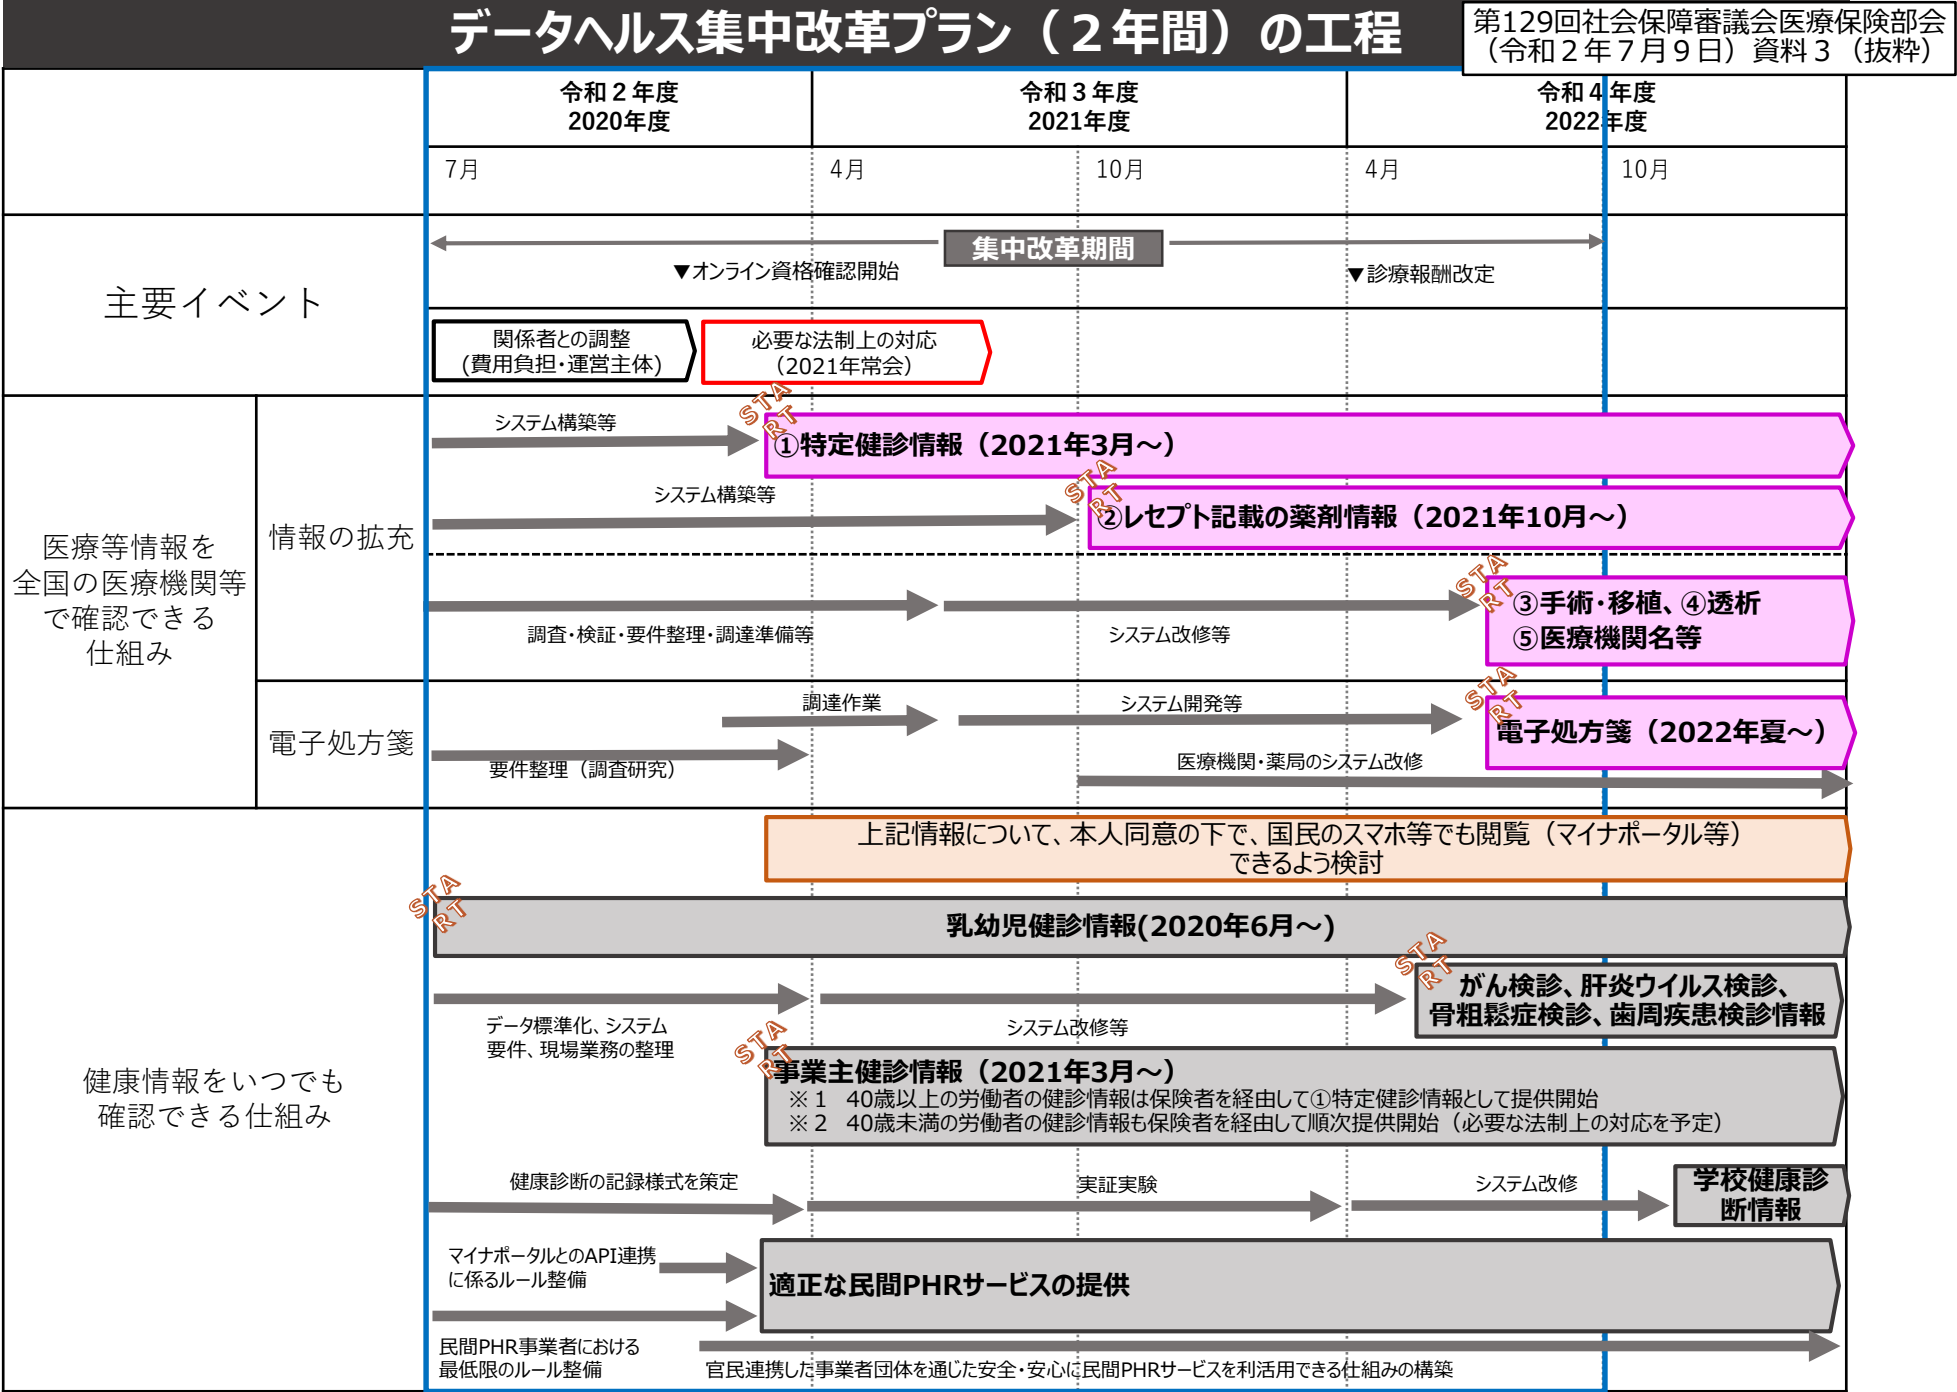 データヘルス集中改革プラン（２年間）の工程
第129回社会保障審議会医療保険部会
（令和２年７月９日）資料３（抜粋）
令和２年度
2020年度
令和３年度
2021年度
令和４年度
2022年度
7月
4月
10月
4月
10月
主要イベント
集中改革期間
▼オンライン資格確認開始
▼診療報酬改定
関係者との調整
(費用負担・運営主体)
必要な法制上の対応
（2021年常会）
医療等情報を
全国の医療機関等
で確認できる
仕組み
情報の拡充
システム構築等
START
①特定健診情報（2021年3月～）
システム構築等
START
②レセプト記載の薬剤情報（2021年10月～）
調査・検証・要件整理・調達準備等
システム改修等
START
③手術・移植、④透析
⑤医療機関名等
電子処方箋
調達作業
システム開発等
START
電子処方箋（2022年夏～）
要件整理（調査研究）
医療機関・薬局のシステム改修
健康情報をいつでも
確認できる仕組み
上記情報について、本人同意の下で、国民のスマホ等でも閲覧（マイナポータル等）
できるよう検討
START
乳幼児健診情報(2020年6月～)
データ標準化、システム
要件、現場業務の整理
システム改修等
START
がん検診、肝炎ウイルス検診、
骨粗鬆症検診、歯周疾患検診情報
START
事業主健診情報（2021年3月～）
※１　40歳以上の労働者の健診情報は保険者を経由して①特定健診情報として提供開始
※２　40歳未満の労働者の健診情報も保険者を経由して順次提供開始（必要な法制上の対応を予定）
健康診断の記録様式を策定
実証実験
システム改修
学校健康診
断情報
マイナポータルとのAPI連携
に係るルール整備
適正な民間PHRサービスの提供
民間PHR事業者における
最低限のルール整備
官民連携した事業者団体を通じた安全・安心に民間PHRサービスを利活用できる仕組みの構築